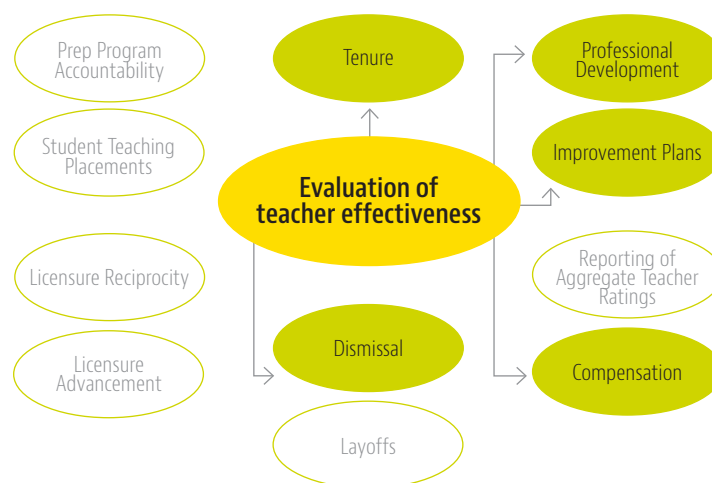 Prep Program
Accountability
Tenure
Professional
Development
Student Teaching
Placements
Improvement Plans
Evaluation of
teacher effectiveness
Licensure Reciprocity
Reporting of
Aggregate Teacher
Ratings
Dismissal
Licensure
Advancement
Compensation
Layoffs